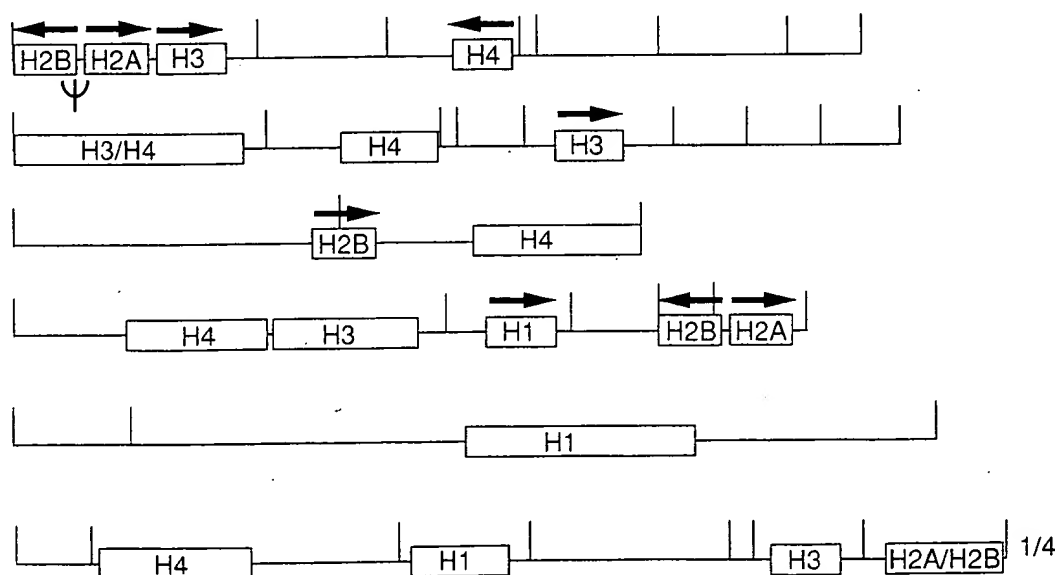 H2B H2A H3 H4
H3/H4 H4 H3
H2B H4
H4 H3 H1 H2B H2A
H1
H4 H1 H3 H2A/H2B 1/4